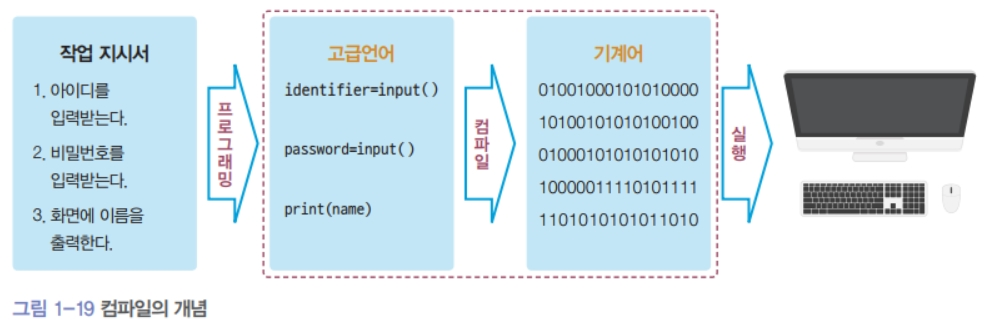 작업 지시서
1. 아이디를
입력받는다.
2. 비밀번호를
입력받는다.
3. 화면에 이름을
출력한다.
프로그래밍
고급언어
identifier=input()
password=input()
print(name)
컴파일
기계어
01001000101010000
10100101010100100
01000101010101010
10000011110101111
1101010101011010
실행
그림 1-19 컴파일의 개념